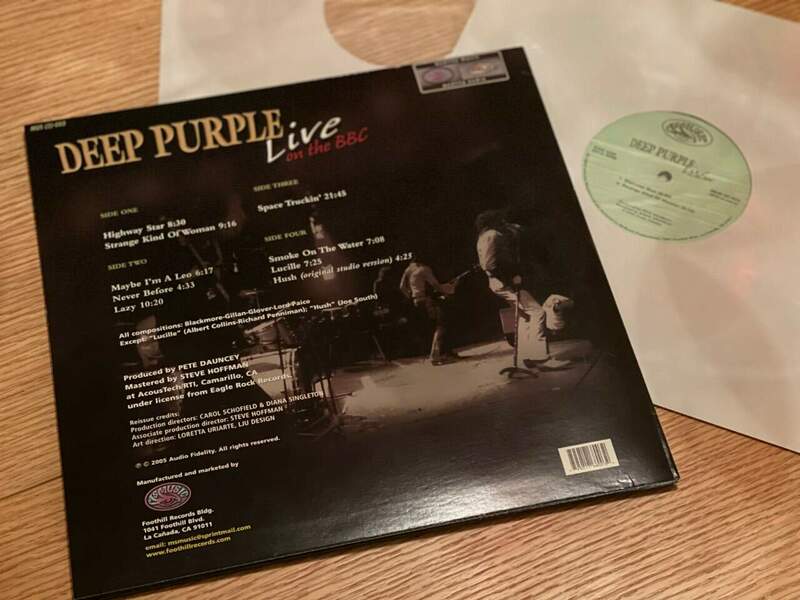 DEEP PURPLE
Live
on the BBC
SIDE ONE
Highway Star 8:30
Strange Kind Of Woman 9:16
SIDE TWO
Maybe I'm A Leo 6:17
Never Before 4:33
Lazy 10:20
SIDE THREE
Space Truckin' 21:45
SIDE FOUR
Smoke On The Water 7:08
Lucille 7:25
Hush (original studio version) 4:25
All compositions: Blackmore-Gillan-Glover-Lord-Paice
Except: "Lucille" (Albert Collins-Richard Penniman); "Hush" (Joe South)
Produced by PETE DAUNCEY
Mastered by STEVE HOFFMAN
at AcousTech/RTI, Camarillo, CA
under license from Eagle Rock Records
Reissue credits:
Production directors: CAROL SCHOFIELD & DIANA SINGLETON
Associate production director: STEVE HOFFMAN
Art direction: LORETTA URIARTE, LJU DESIGN
℗ © 2005 Audio Fidelity. All rights reserved.
Manufactured and marketed by
MSMUSIC
Foothill Records Bldg.
1041 Foothill Blvd.
La Cañada, CA 91011
email: msmusic@sprintmail.com
www.foothillrecords.com
DEEP PURPLE
Live